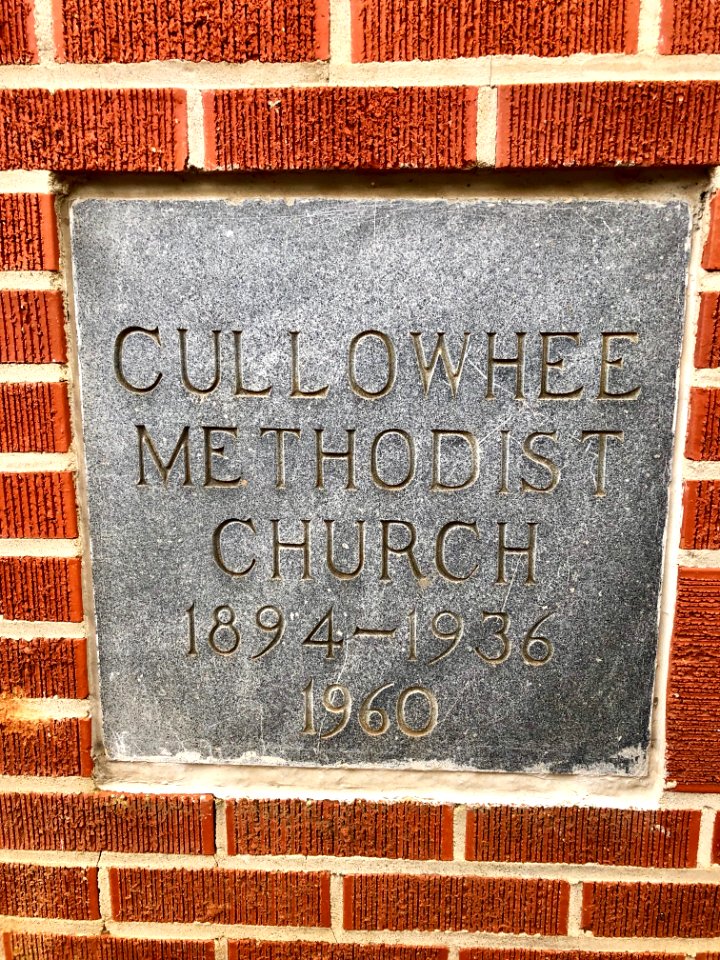 CULLOWHEE
METHODIST
CHURCH
1894-1936
1960